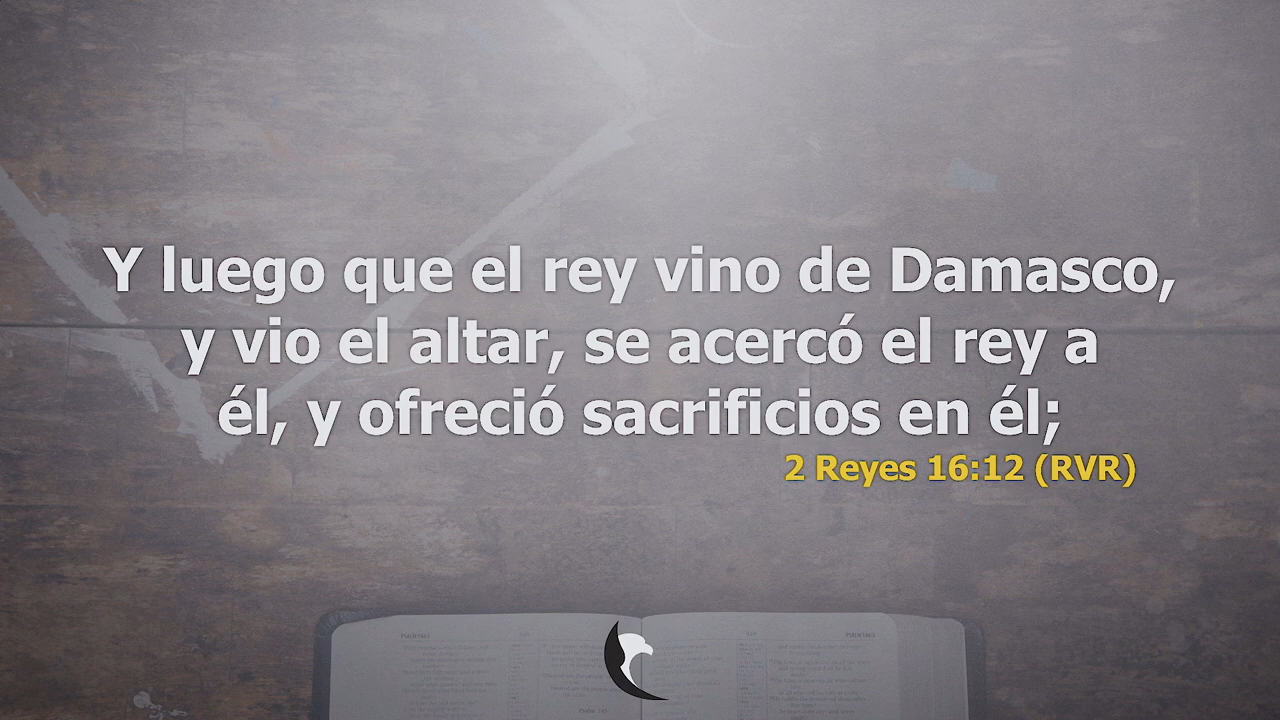 Y luego que el rey vino de Damasco,
y vio el altar, se acercó el rey a
él, y ofreció sacrificios en él;
2 Reyes 16:12 (RVR)